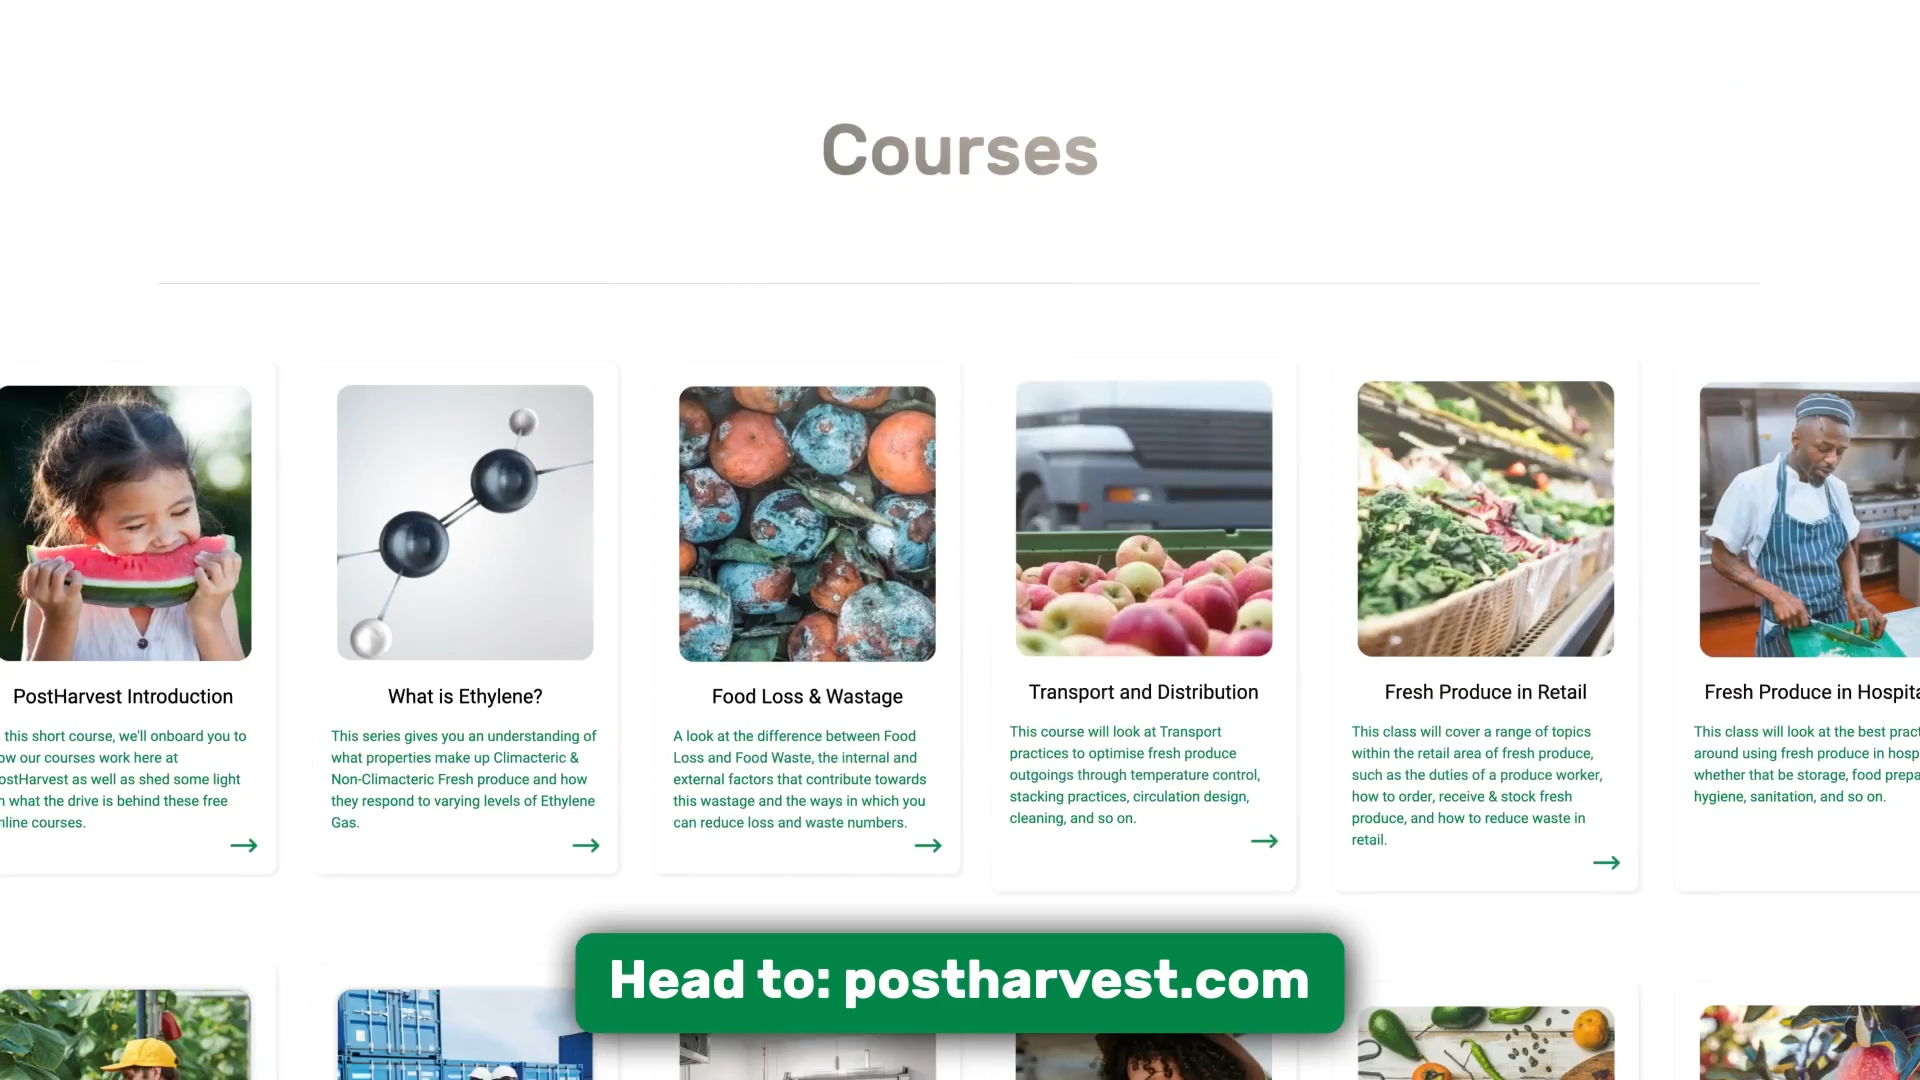 Courses
PostHarvest Introduction
this short course, we'll onboard you to
our courses work here at
as well as shed some light
what the drive is behind these free
courses.
What is Ethylene?
This series gives you an understanding of
what properties make up Climacteric &
Non-Climacteric Fresh produce and how
they respond to varying levels of Ethylene
Gas.
Food Loss & Wastage
A look at the difference between Food
Loss and Food Waste, the internal and
external factors that contribute towards
this wastage and the ways in which you
can reduce loss and waste numbers.
Transport and Distribution
This course will look at Transport
practices to optimise fresh produce
outgoings through temperature control,
stacking practices, circulation design,
cleaning, and so on.
Fresh Produce in Retail
This class will cover a range of topics
within the retail area of fresh produce,
such as the duties of a produce worker,
how to order, receive & stock fresh
produce, and how to reduce waste in
retail.
Fresh Produce in
This class will look at the best
around using fresh produce in
whether that be storage, food
hygiene, sanitation, and so on.
Head to: postharvest.com